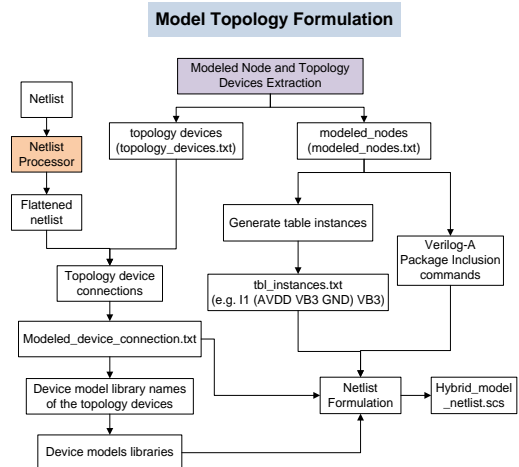 Model Topology Formulation
Modeled Node and Topology
Devices Extraction
Netlist
Netlist
Processor
Flattened
netlist
topology devices
(topology_devices.txt)
modeled_nodes
(modeled_nodes.txt)
Generate table instances
Verilog-A
Package Inclusion
commands
Topology device
connections
tbl_instances.txt
(e.g. I1 (AVDD VB3 GND) VB3)
Modeled_device_connection.txt
Device model library names
of the topology devices
Netlist
Formulation
Hybrid_model
_netlist.scs
Device models libraries